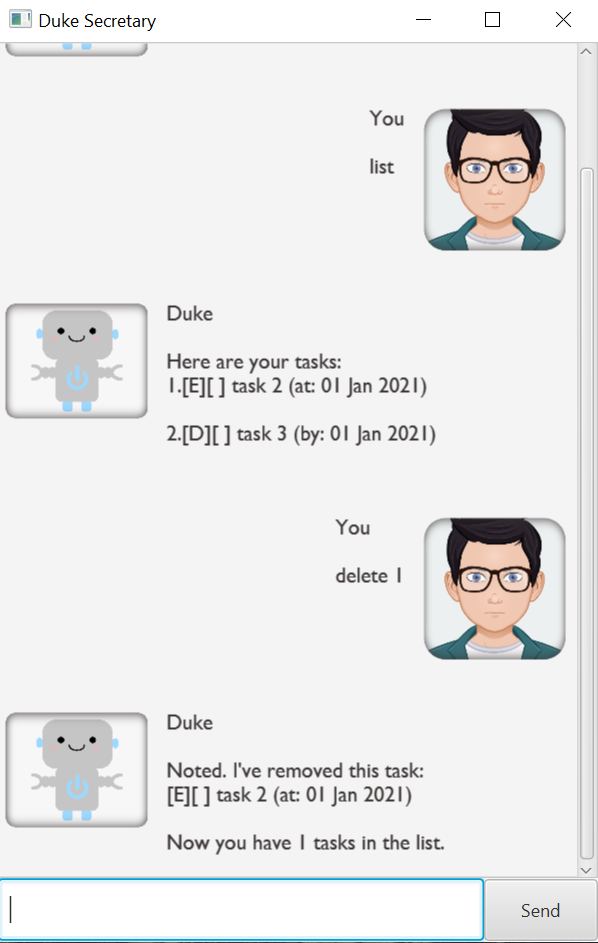 Duke Secretary
You
list
Duke
Here are your tasks:
1.[E][ ] task 2 (at: 01 Jan 2021)
2.[D][ ] task 3 (by: 01 Jan 2021)
You
delete 1
Duke
Noted. I've removed this task:
[E][ ] task 2 (at: 01 Jan 2021)
Now you have 1 tasks in the list.
Send